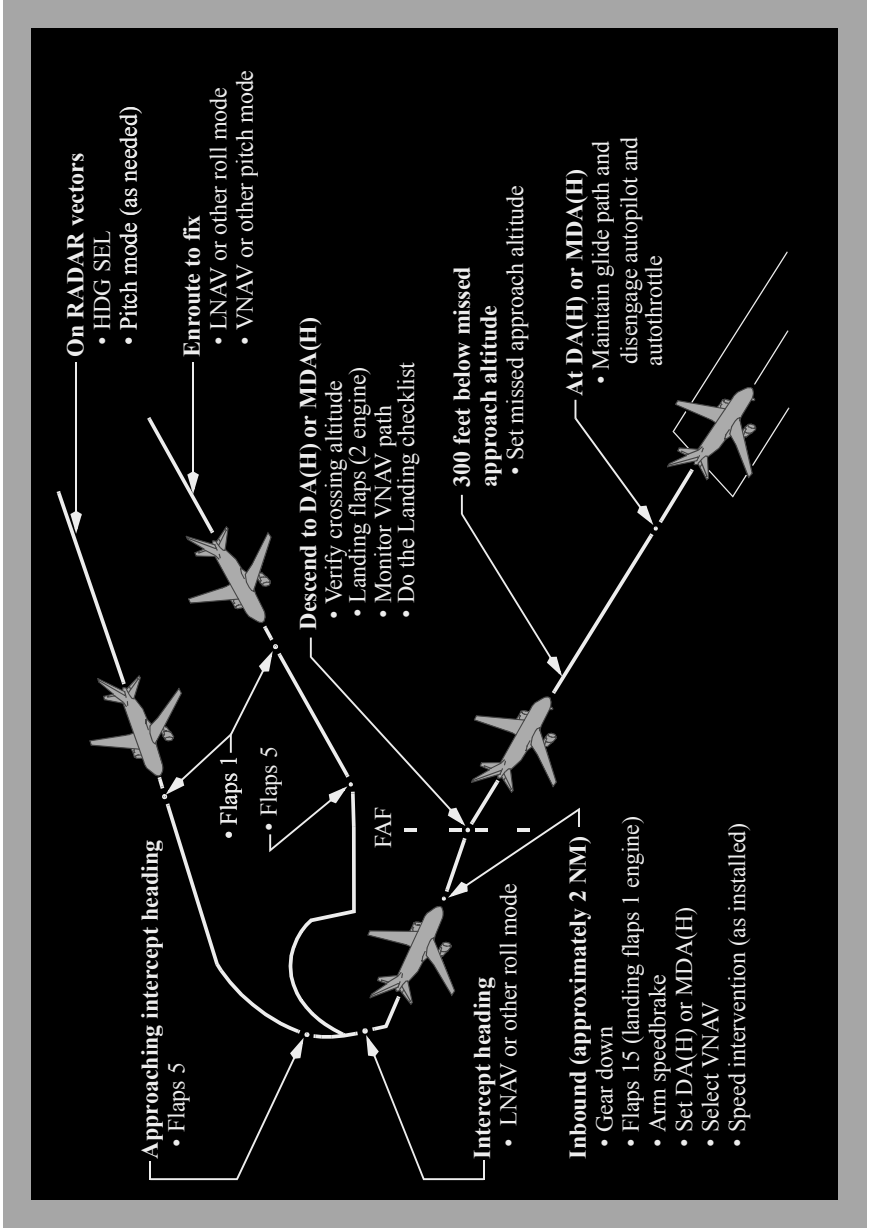 On RADAR vectors
• HDG SEL
• Pitch mode (as needed)
Enroute to fix
• LNAV or other roll mode
• VNAV or other pitch mode
Approaching intercept heading
• Flaps 5
• Flaps 1
• Flaps 5
Descend to DA(H) or MDA(H)
• Verify crossing altitude
• Landing flaps (2 engine)
• Monitor VNAV path
• Do the Landing checklist
FAF
Intercept heading
• LNAV or other roll mode
300 feet below missed
approach altitude
• Set missed approach altitude
At DA(H) or MDA(H)
• Maintain glide path and
disengage autopilot and
autothrottle
Inbound (approximately 2 NM)
• Gear down
• Flaps 15 (landing flaps 1 engine)
• Arm speedbrake
• Set DA(H) or MDA(H)
• Select VNAV
• Speed intervention (as installed)